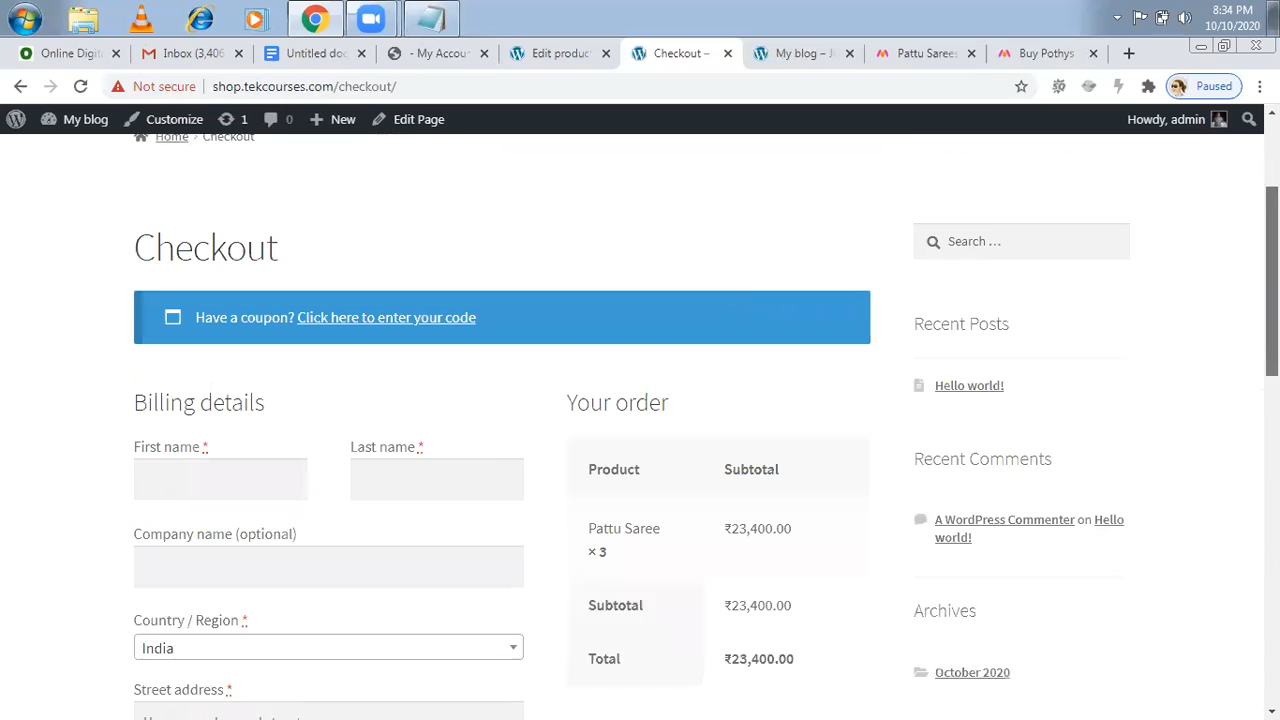 8:34 PM
10/10/2020
Online Digit
Inbox (3,406
Untitled doc
- My Accou
Edit produc
Checkout –
My blog – Ji
Pattu Sarees
Buy Pothys
Not secure
shop.tekcourses.com/checkout/
Paused
My blog
Customize
1
0
New
Edit Page
Howdy, admin
Home › Checkout
Checkout
Search …
Have a coupon? Click here to enter your code
Recent Posts
Hello world!
Billing details
Your order
First name *
Last name *
Product Subtotal
Recent Comments
Pattu Saree ₹23,400.00
× 3
A WordPress Commenter on Hello
world!
Company name (optional)
Subtotal ₹23,400.00
Archives
Country / Region *
India
Total ₹23,400.00
October 2020
Street address *